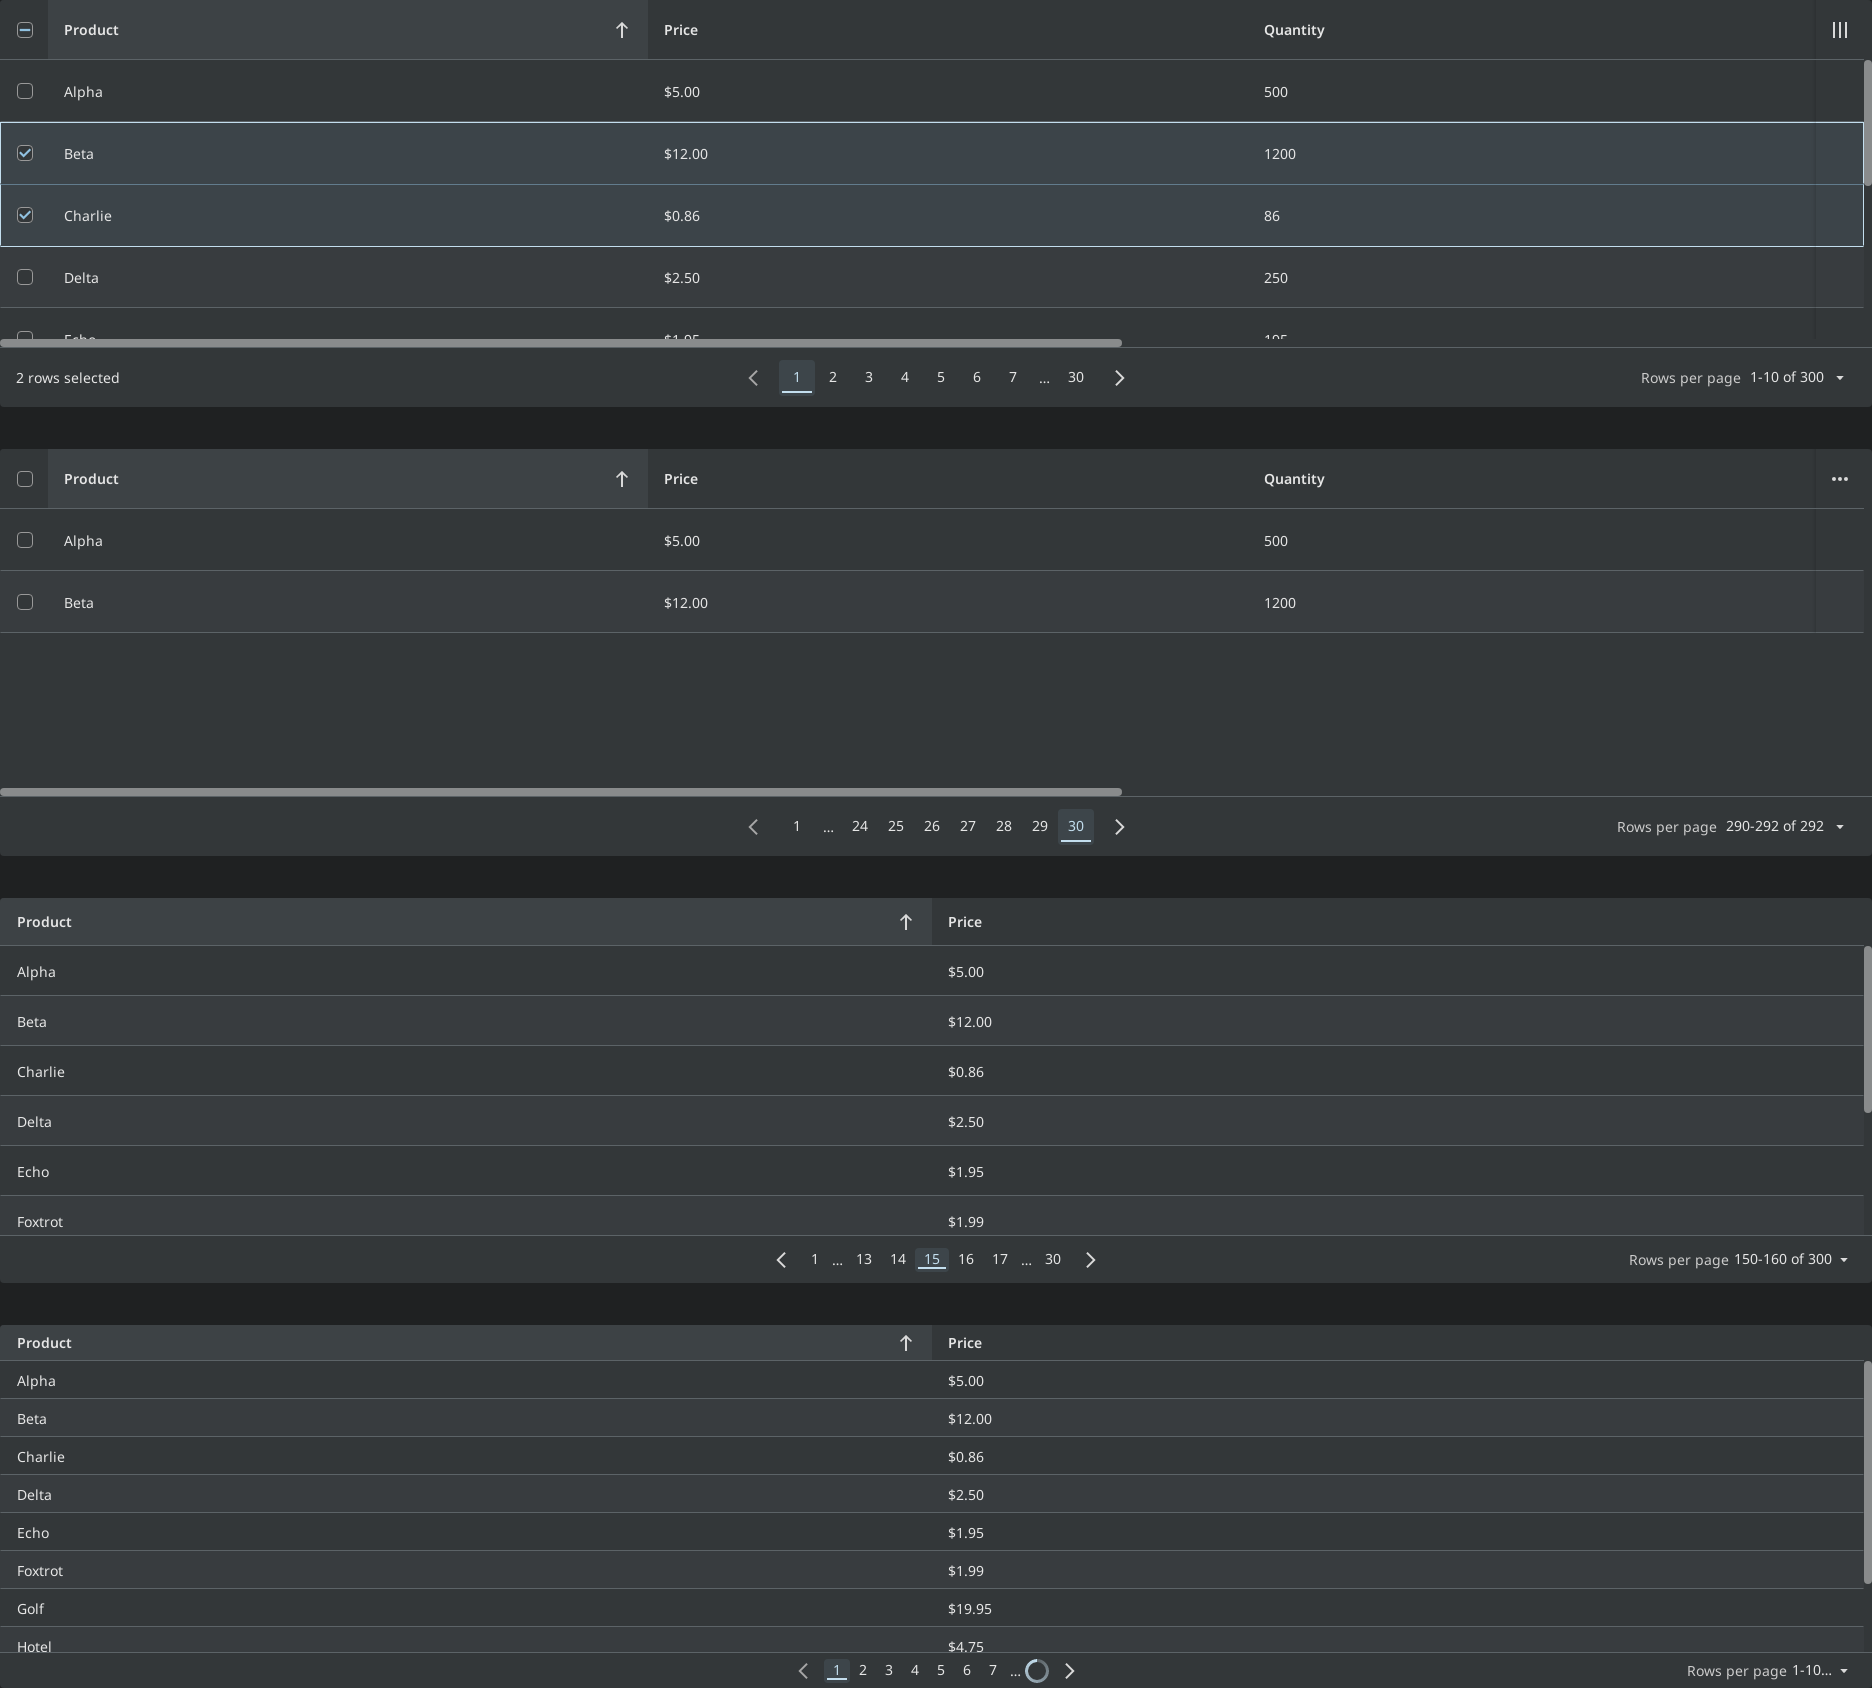 Product Price Quantity
Alpha $5.00 500
Beta $12.00 1200
Charlie $0.86 86
Delta $2.50 250
Echo $1.95 195
2 rows selected 1 2 3 4 5 6 7 ... 30 Rows per page 1-10 of 300
Product Price Quantity
Alpha $5.00 500
Beta $12.00 1200
1 ... 24 25 26 27 28 29 30 Rows per page 290-292 of 292
Product Price
Alpha $5.00
Beta $12.00
Charlie $0.86
Delta $2.50
Echo $1.95
Foxtrot $1.99
1 ... 13 14 15 16 17 ... 30 Rows per page 150-160 of 300
Product Price
Alpha $5.00
Beta $12.00
Charlie $0.86
Delta $2.50
Echo $1.95
Foxtrot $1.99
Golf $19.95
Hotel $4.75
1 2 3 4 5 6 7 ... Rows per page 1-10...